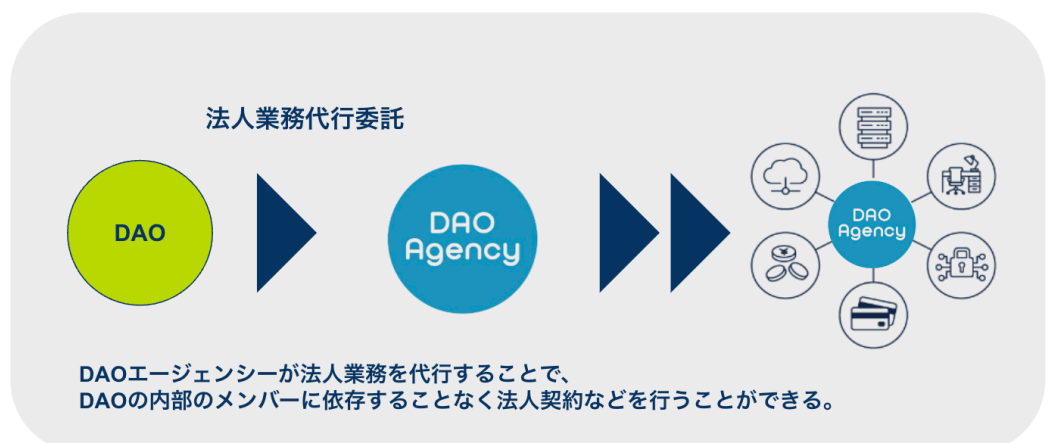 法人業務代行委託
DAO
DAO
Agency
DAO
Agency
DAOエージェンシーが法人業務を代行することで、
DAOの内部のメンバーに依存することなく法人契約などを行うことができる。